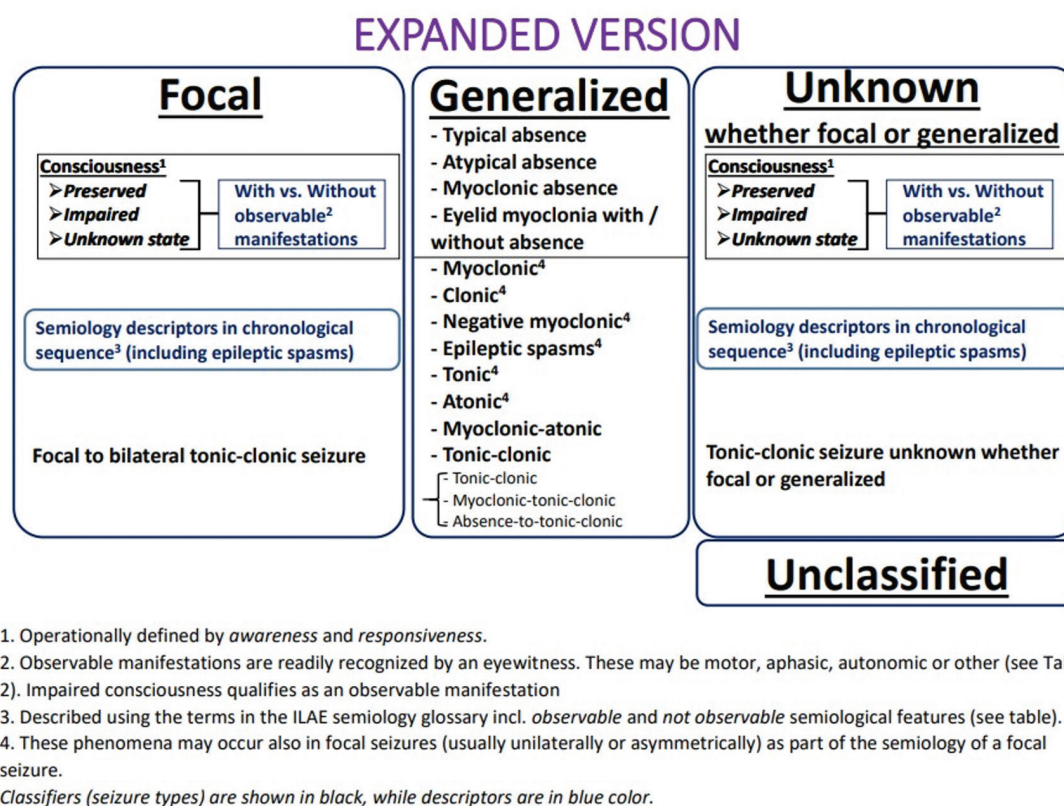 EXPANDED VERSION
Focal
Consciousness¹
➢Preserved
➢Impaired
➢Unknown state
With vs. Without
observable²
manifestations
Semiology descriptors in chronological
sequence³ (including epileptic spasms)
Focal to bilateral tonic-clonic seizure
Generalized
- Typical absence
- Atypical absence
- Myoclonic absence
- Eyelid myoclonia with /
without absence
- Myoclonic⁴
- Clonic⁴
- Negative myoclonic⁴
- Epileptic spasms⁴
- Tonic⁴
- Atonic⁴
- Myoclonic-atonic
- Tonic-clonic
- Tonic-clonic
- Myoclonic-tonic-clonic
- Absence-to-tonic-clonic
Unknown
whether focal or generalized
Consciousness¹
➢Preserved
➢Impaired
➢Unknown state
With vs. Without
observable²
manifestations
Semiology descriptors in chronological
sequence³ (including epileptic spasms)
Tonic-clonic seizure unknown whether
focal or generalized
Unclassified
1. Operationally defined by awareness and responsiveness.
2. Observable manifestations are readily recognized by an eyewitness. These may be motor, aphasic, autonomic or other (see Ta
2). Impaired consciousness qualifies as an observable manifestation
3. Described using the terms in the ILAE semiology glossary incl. observable and not observable semiological features (see table).
4. These phenomena may occur also in focal seizures (usually unilaterally or asymmetrically) as part of the semiology of a focal
seizure.
Classifiers (seizure types) are shown in black, while descriptors are in blue color.